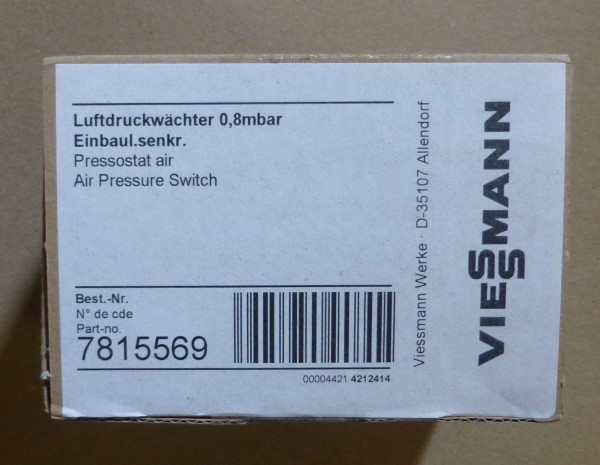 Luftdruckwächter 0,8mbar
Einbaul.senkr.
Pressostat air
Air Pressure Switch
Best.-Nr.
N° de cde
Part-no.
7815569
00004421 4212414
Viessmann Werke · D-35107 Allendorf
VIESSMANN